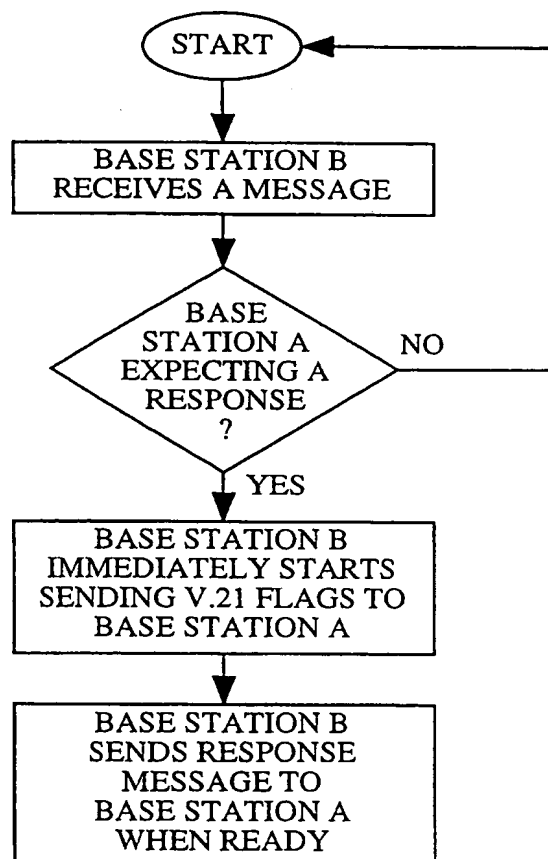 START
BASE STATION B
RECEIVES A MESSAGE
BASE
STATION A
EXPECTING A
RESPONSE
?
NO
YES
BASE STATION B
IMMEDIATELY STARTS
SENDING V.21 FLAGS TO
BASE STATION A
BASE STATION B
SENDS RESPONSE
MESSAGE TO
BASE STATION A
WHEN READY